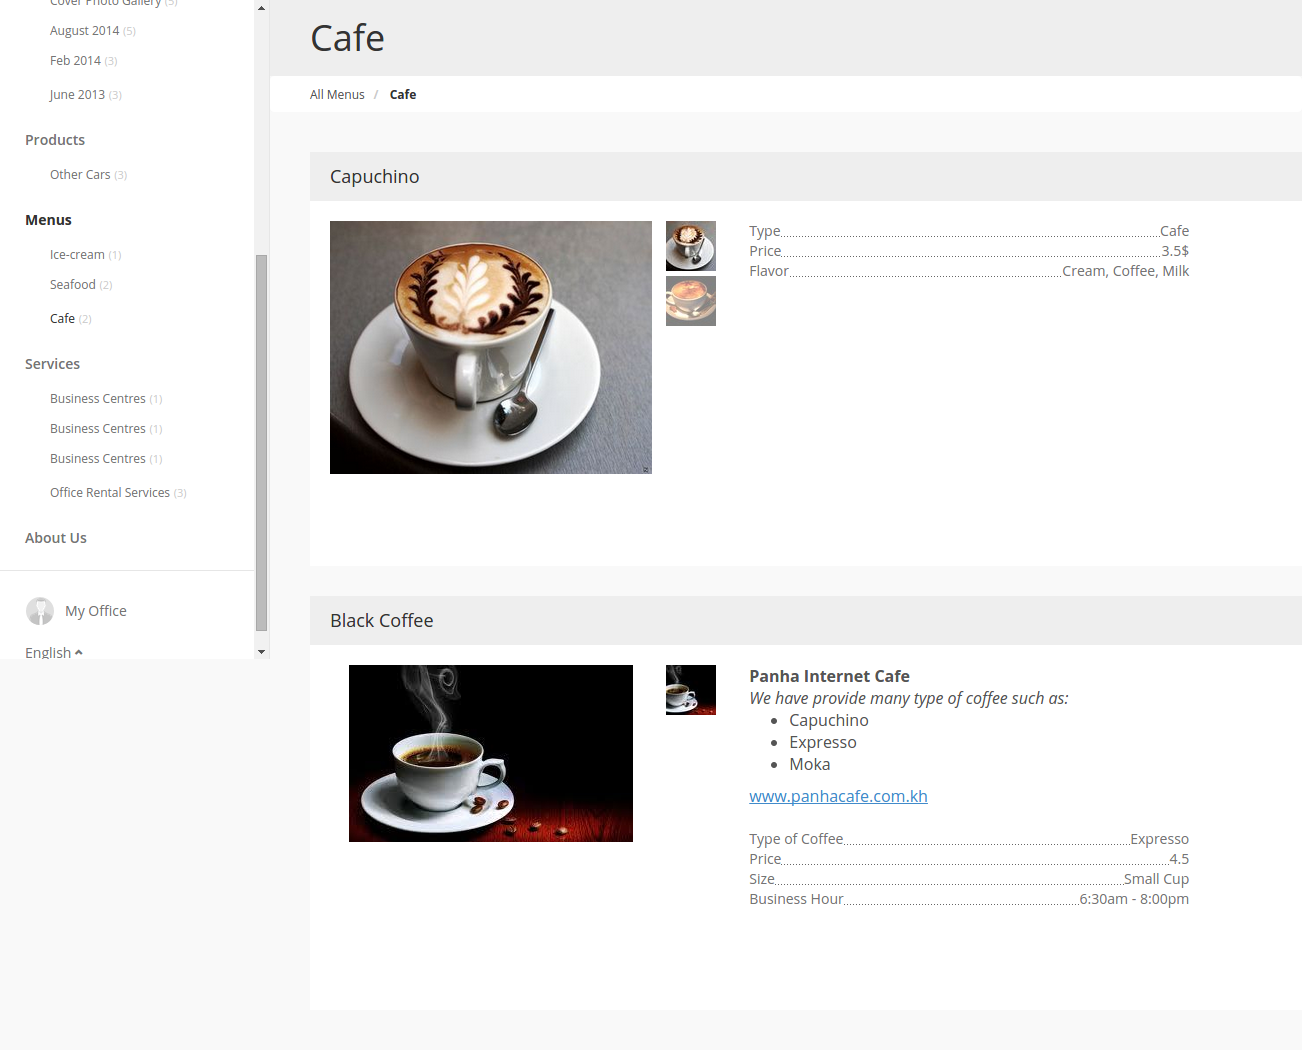 Cover Photo Gallery (5)
August 2014 (5)
Feb 2014 (3)
June 2013 (3)
Products
Other Cars (3)
Menus
Ice-cream (1)
Seafood (2)
Cafe (2)
Services
Business Centres (1)
Business Centres (1)
Business Centres (1)
Office Rental Services (3)
About Us
My Office
English
Cafe
All Menus / Cafe
Capuchino
Type Cafe
Price 3.5$
Flavor Cream, Coffee, Milk
Black Coffee
Panha Internet Cafe
We have provide many type of coffee such as:
• Capuchino
• Expresso
• Moka
www.panhacafe.com.kh
Type of Coffee Expresso
Price 4.5
Size Small Cup
Business Hour 6:30am - 8:00pm